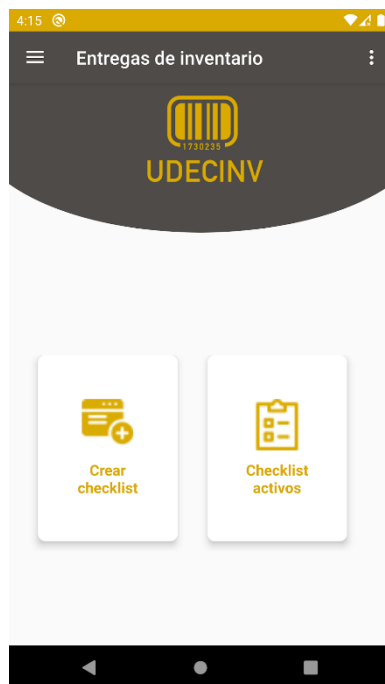 4:15
Entregas de inventario
1730235
UDECINV
Crear
checklist
Checklist
activos